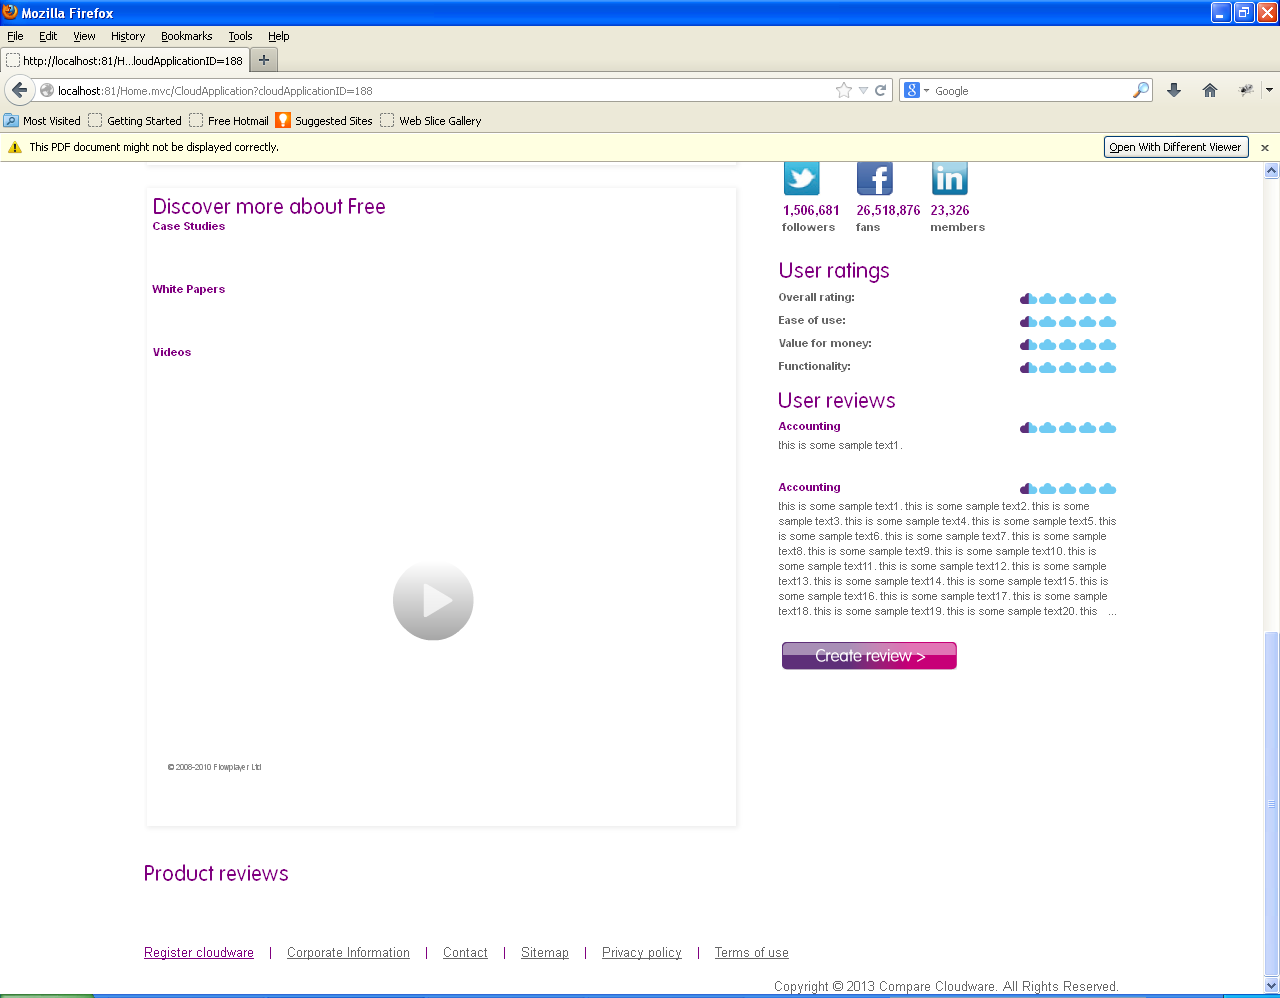 Mozilla Firefox
File Edit View History Bookmarks Tools Help
http://localhost:81/H...loudApplicationID=188
localhost:81/Home.mvc/CloudApplication?cloudApplicationID=188
Google
Most Visited Getting Started Free Hotmail Suggested Sites Web Slice Gallery
This PDF document might not be displayed correctly.
Open With Different Viewer
Discover more about Free
Case Studies
White Papers
Videos
© 2008-2010 Flowplayer Ltd
1,506,681 26,518,876 23,326
followers fans members
User ratings
Overall rating:
Ease of use:
Value for money:
Functionality:
User reviews
Accounting
this is some sample text1.
Accounting
this is some sample text1. this is some sample text2. this is some
sample text3. this is some sample text4. this is some sample text5. this
is some sample text6. this is some sample text7. this is some sample
text8. this is some sample text9. this is some sample text10. this is
some sample text11. this is some sample text12. this is some sample
text13. this is some sample text14. this is some sample text15. this is
some sample text16. this is some sample text17. this is some sample
text18. this is some sample text19. this is some sample text20. this ...
Create review >
Product reviews
Register cloudware | Corporate Information | Contact | Sitemap | Privacy policy | Terms of use
Copyright © 2013 Compare Cloudware. All Rights Reserved.